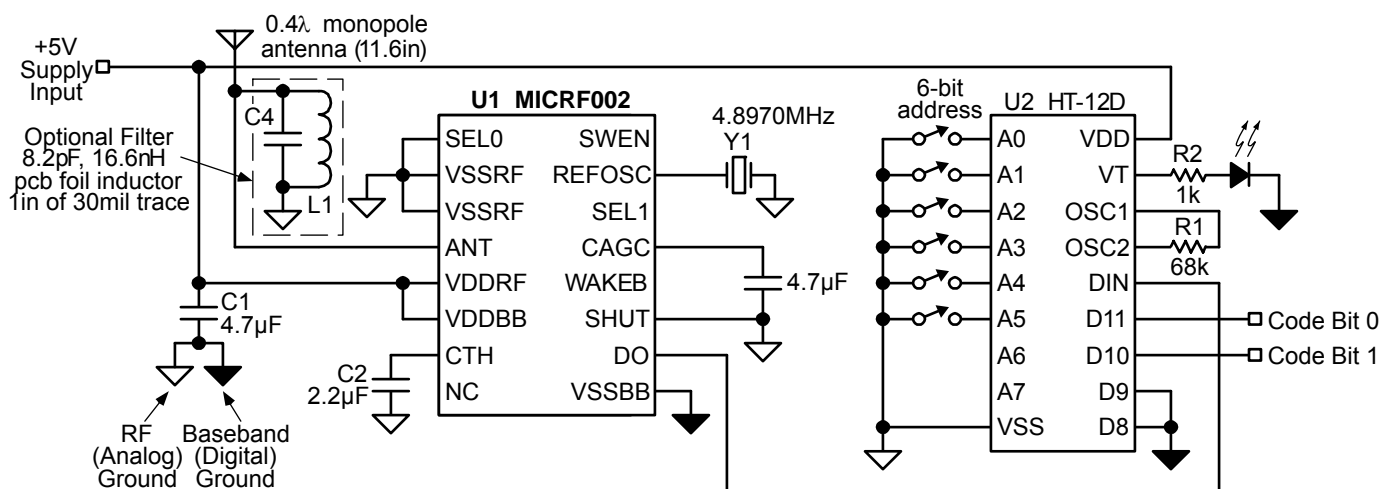 0.4λ monopole
antenna (11.6in)
+5V
Supply
Input
Optional Filter
8.2pF, 16.6nH
pcb foil inductor
1in of 30mil trace
C4
L1
C1
4.7µF
RF
(Analog)
Ground
Baseband
(Digital)
Ground
C2
2.2µF
U1 MICRF002
SEL0
VSSRF
VSSRF
ANT
VDDRF
VDDBB
CTH
NC
SWEN
REFOSC
SEL1
CAGC
WAKEB
SHUT
DO
VSSBB
4.8970MHz
Y1
4.7µF
6-bit
address
U2 HT-12D
A0
A1
A2
A3
A4
A5
A6
A7
VSS
VDD
VT
OSC1
OSC2
DIN
D11
D10
D9
D8
R2
1k
R1
68k
Code Bit 0
Code Bit 1